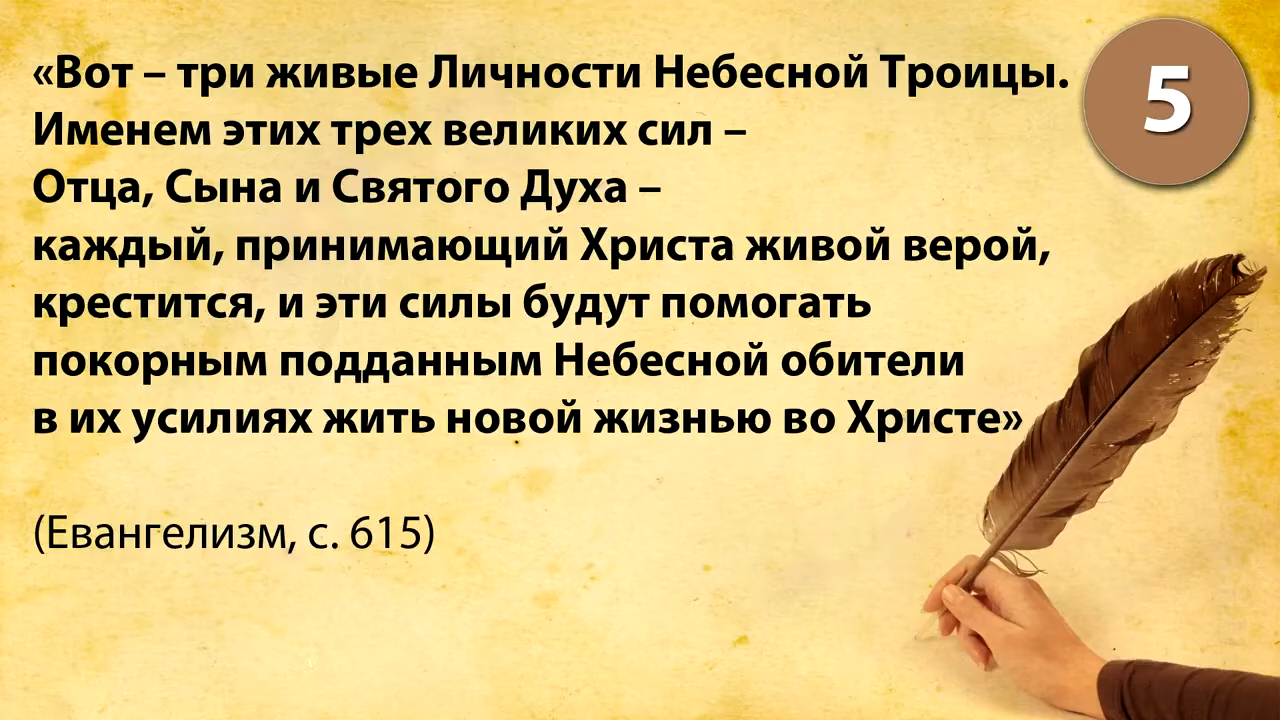 «Вот – три живые Личности Небесной Троицы.
5
Именем этих трех великих сил –
Отца, Сына и Святого Духа –
каждый, принимающий Христа живой верой,
крестится, и эти силы будут помогать
покорным подданным Небесной обители
в их усилиях жить новой жизнью во Христе»
(Евангелизм, с. 615)